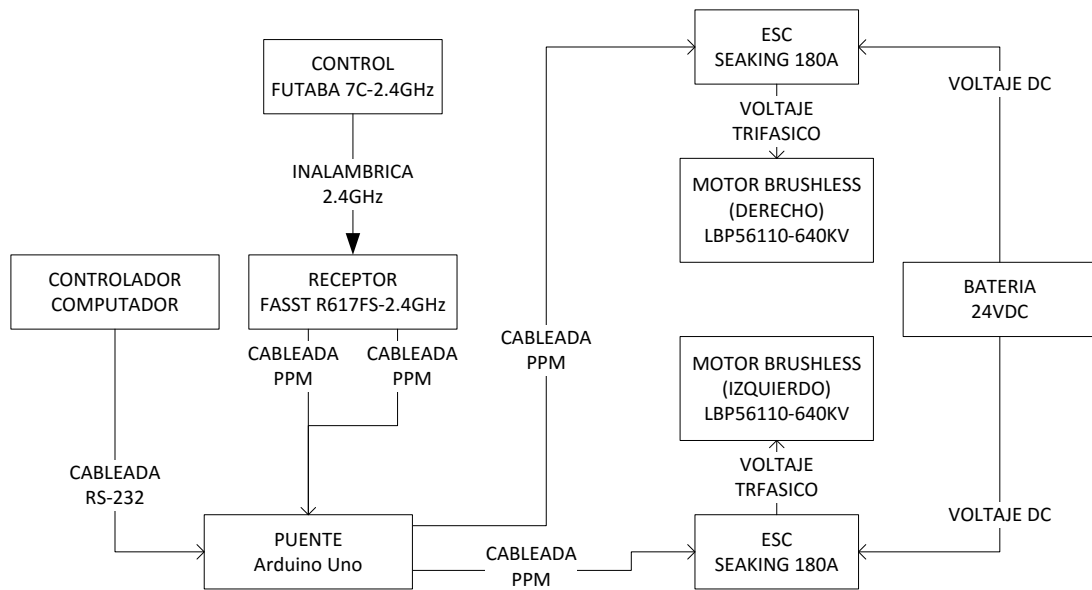 ESC
SEAKING 180A
CONTROL
FUTABA 7C-2.4GHz
VOLTAJE DC
VOLTAJE
TRIFASICO
INALAMBRICA
2.4GHz
MOTOR BRUSHLESS
(DERECHO)
LBP56110-640KV
CONTROLADOR
COMPUTADOR
RECEPTOR
FASST R617FS-2.4GHz
BATERIA
24VDC
CABLEADA
PPM
CABLEADA
PPM
CABLEADA
PPM
MOTOR BRUSHLESS
(IZQUIERDO)
LBP56110-640KV
CABLEADA
RS-232
VOLTAJE
TRFASICO
VOLTAJE DC
PUENTE
Arduino Uno
CABLEADA
PPM
ESC
SEAKING 180A